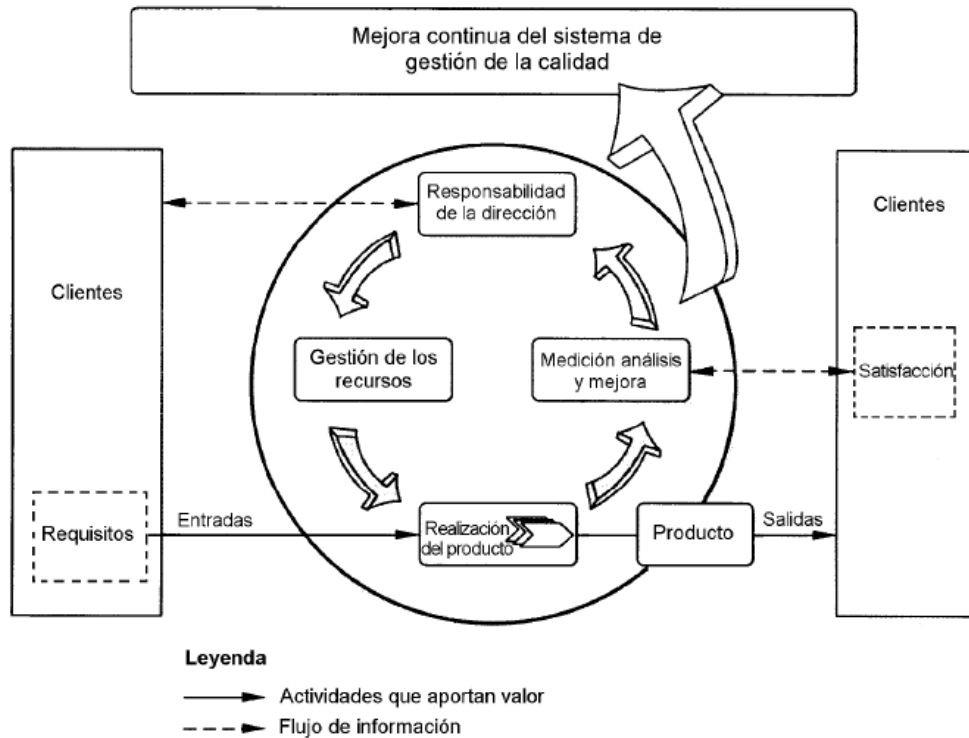 Mejora continua del sistema de
gestión de la calidad
Responsabilidad
de la dirección
Clientes
Clientes
Gestión de los
recursos
Medición análisis
y mejora
Satisfacción
Requisitos
Entradas
Realización
del producto
Producto
Salidas
Leyenda
Actividades que aportan valor
Flujo de información